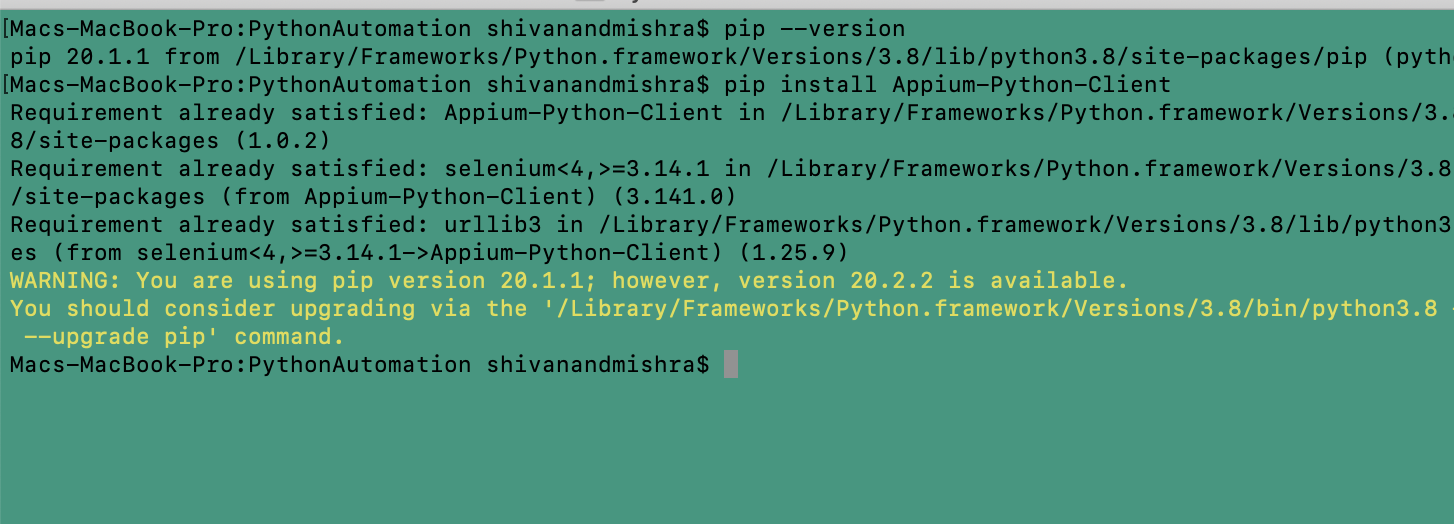 [Macs-MacBook-Pro:PythonAutomation shivanandmishra$ pip --version
pip 20.1.1 from /Library/Frameworks/Python.framework/Versions/3.8/lib/python3.8/site-packages/pip (pyth
[Macs-MacBook-Pro:PythonAutomation shivanandmishra$ pip install Appium-Python-Client
Requirement already satisfied: Appium-Python-Client in /Library/Frameworks/Python.framework/Versions/3.
8/site-packages (1.0.2)
Requirement already satisfied: selenium<4,>=3.14.1 in /Library/Frameworks/Python.framework/Versions/3.8
/site-packages (from Appium-Python-Client) (3.141.0)
Requirement already satisfied: urllib3 in /Library/Frameworks/Python.framework/Versions/3.8/lib/python3
es (from selenium<4,>=3.14.1->Appium-Python-Client) (1.25.9)
WARNING: You are using pip version 20.1.1; however, version 20.2.2 is available.
You should consider upgrading via the '/Library/Frameworks/Python.framework/Versions/3.8/bin/python3.8
--upgrade pip' command.
Macs-MacBook-Pro:PythonAutomation shivanandmishra$